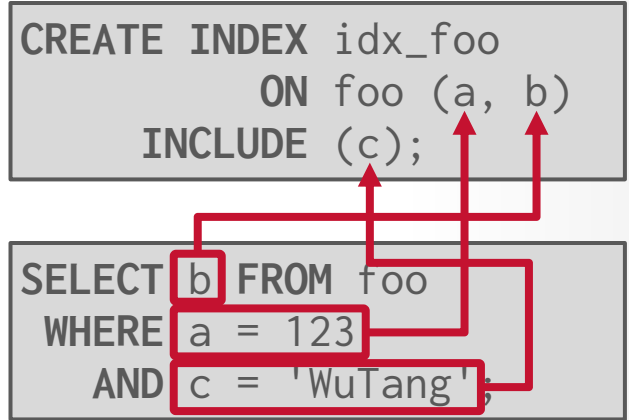 CREATE INDEX idx_foo
ON foo (a, b)
INCLUDE (c);
SELECT b FROM foo
WHERE a = 123
AND c = 'WuTang';